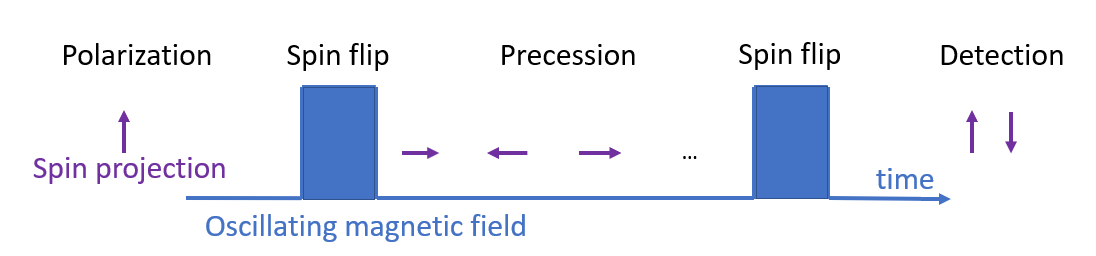 Polarization
Spin flip
Precession
Spin flip
Detection
Spin projection
...
time
Oscillating magnetic field